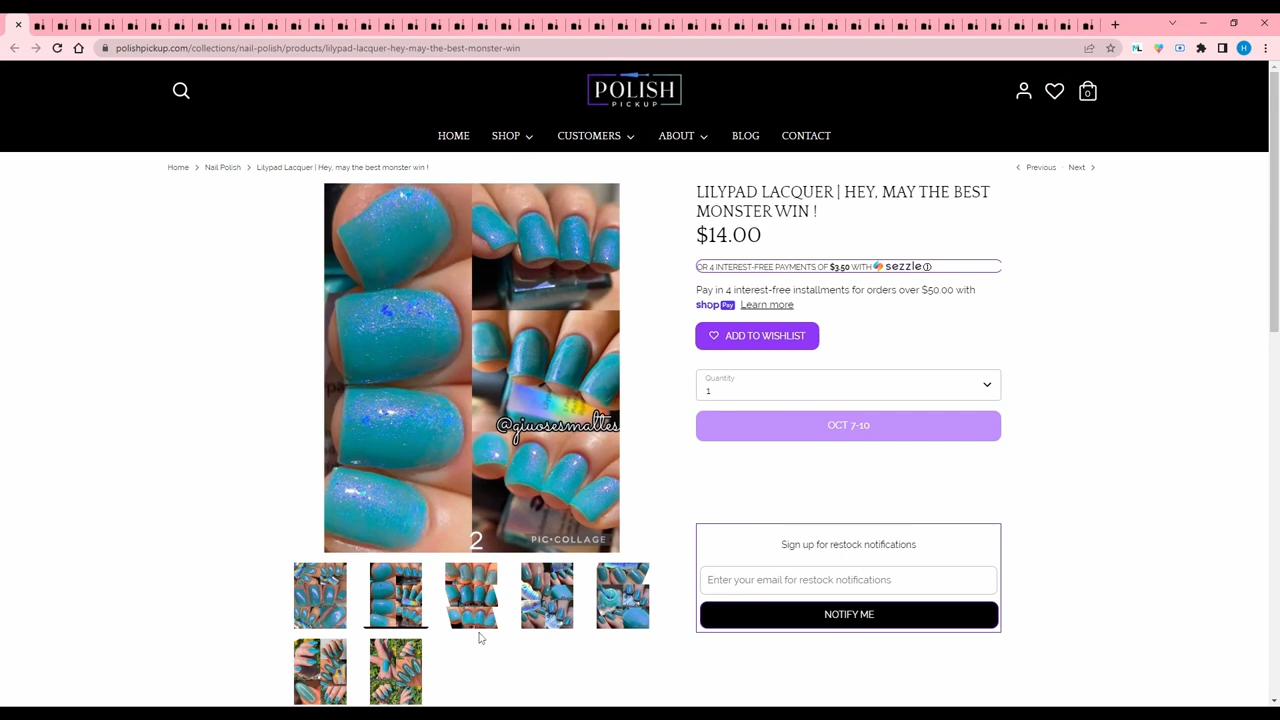 polishpickup.com/collections/nail-polish/products/lilypad-lacquer-hey-may-the-best-monster-win
ML
H
POLISH
PICKUP
0
HOME
SHOP
CUSTOMERS
ABOUT
BLOG
CONTACT
Home > Nail Polish > Lilypad Lacquer | Hey, may the best monster win !
Previous · Next
LILYPAD LACQUER | HEY, MAY THE BEST
MONSTER WIN !
$14.00
OR 4 INTEREST-FREE PAYMENTS OF $3.50 WITH sezzle
Pay in 4 interest-free installments for orders over $50.00 with
shop Pay Learn more
ADD TO WISHLIST
Quantity
1
OCT 7-10
@giuosesmaltes
2
PIC•COLLAGE
Sign up for restock notifications
Enter your email for restock notifications
NOTIFY ME